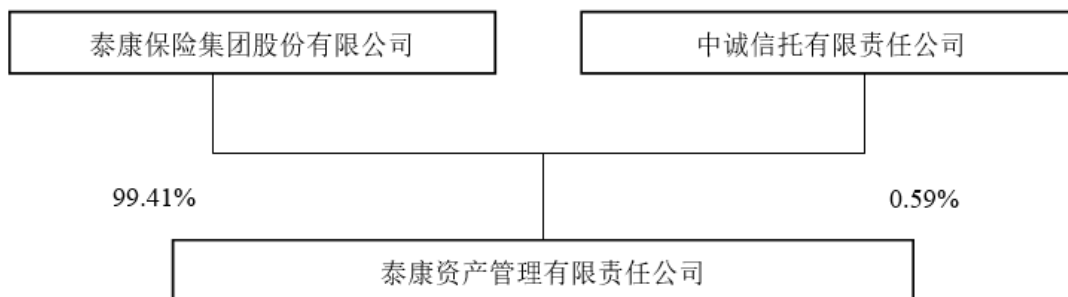 泰康保险集团股份有限公司
中诚信托有限责任公司
99.41%
0.59%
泰康资产管理有限责任公司